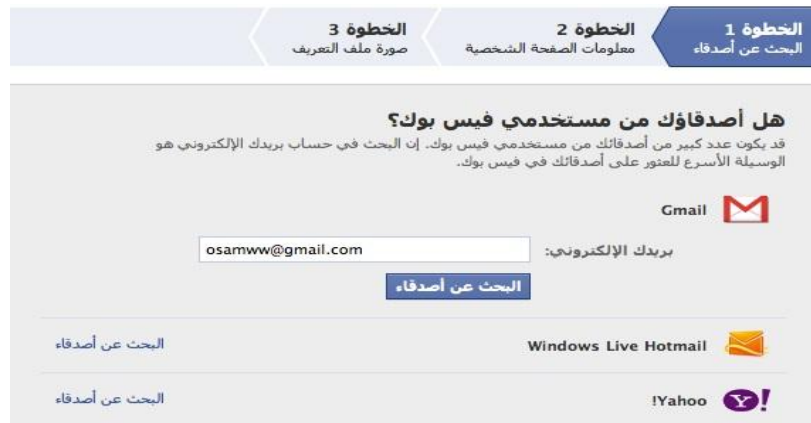 الخطوة 1
البحث عن أصدقاء
الخطوة 2
معلومات الصفحة الشخصية
الخطوة 3
صورة ملف التعريف
هل أصدقاؤك من مستخدمي فيس بوك؟
قد يكون عدد كبير من أصدقائك من مستخدمي فيس بوك. إن البحث في حساب بريدك الإلكتروني هو
الوسيلة الأسرع للعثور على أصدقائك في فيس بوك.
Gmail
بريدك الإلكتروني: osamww@gmail.com
البحث عن أصدقاء
Windows Live Hotmail البحث عن أصدقاء
!Yahoo البحث عن أصدقاء